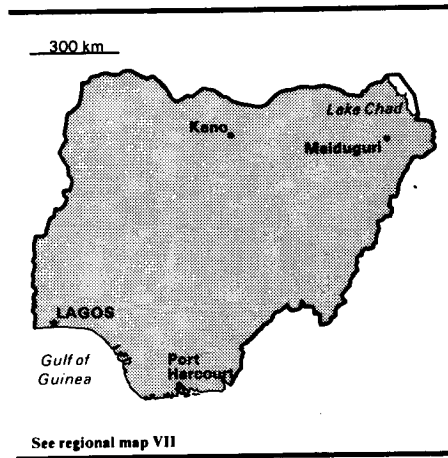 300 km
Lake Chad
Kano
Maiduguri
LAGOS
Gulf of
Guinea
Port
Harcourt
See regional map VII